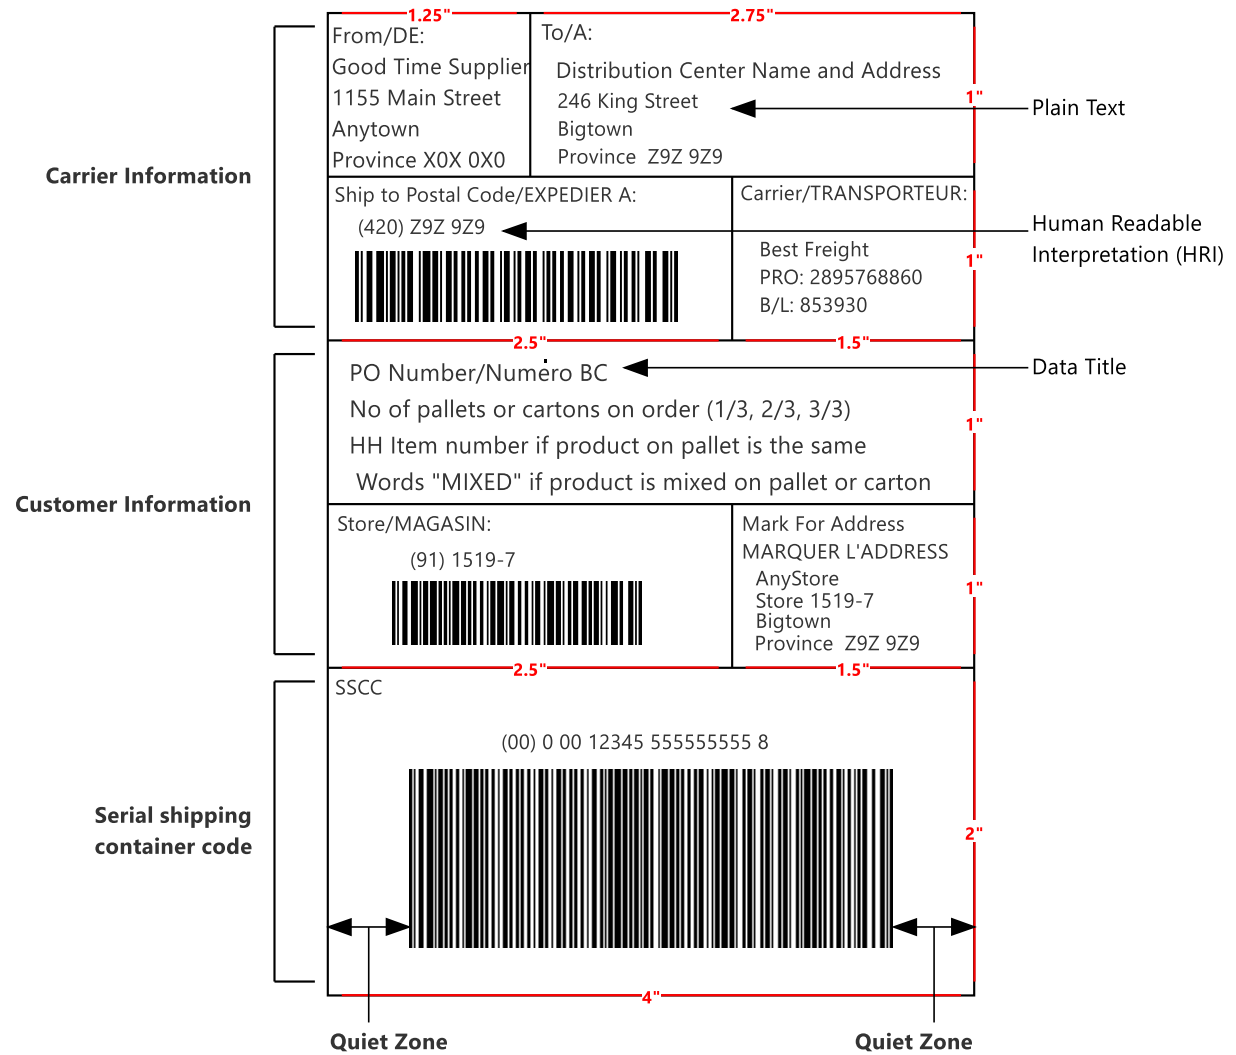 1.25"
2.75"
From/DE:
Good Time Supplier
1155 Main Street
Anytown
Province X0X 0X0
To/A:
Distribution Center Name and Address
246 King Street
Bigtown
Province Z9Z 9Z9
1"
Plain Text
Carrier Information
Ship to Postal Code/EXPEDIER A:
(420) Z9Z 9Z9
Carrier/TRANSPORTEUR:
Best Freight
PRO: 2895768860
B/L: 853930
1"
Human Readable
Interpretation (HRI)
2.5"
1.5"
PO Number/Numero BC
No of pallets or cartons on order (1/3, 2/3, 3/3)
HH Item number if product on pallet is the same
Words "MIXED" if product is mixed on pallet or carton
Data Title
1"
Customer Information
Store/MAGASIN:
(91) 1519-7
Mark For Address
MARQUER L'ADDRESS
AnyStore
Store 1519-7
Bigtown
Province Z9Z 9Z9
1"
2.5"
1.5"
SSCC
(00) 0 00 12345 555555555 8
Serial shipping
container code
2"
4"
Quiet Zone
Quiet Zone